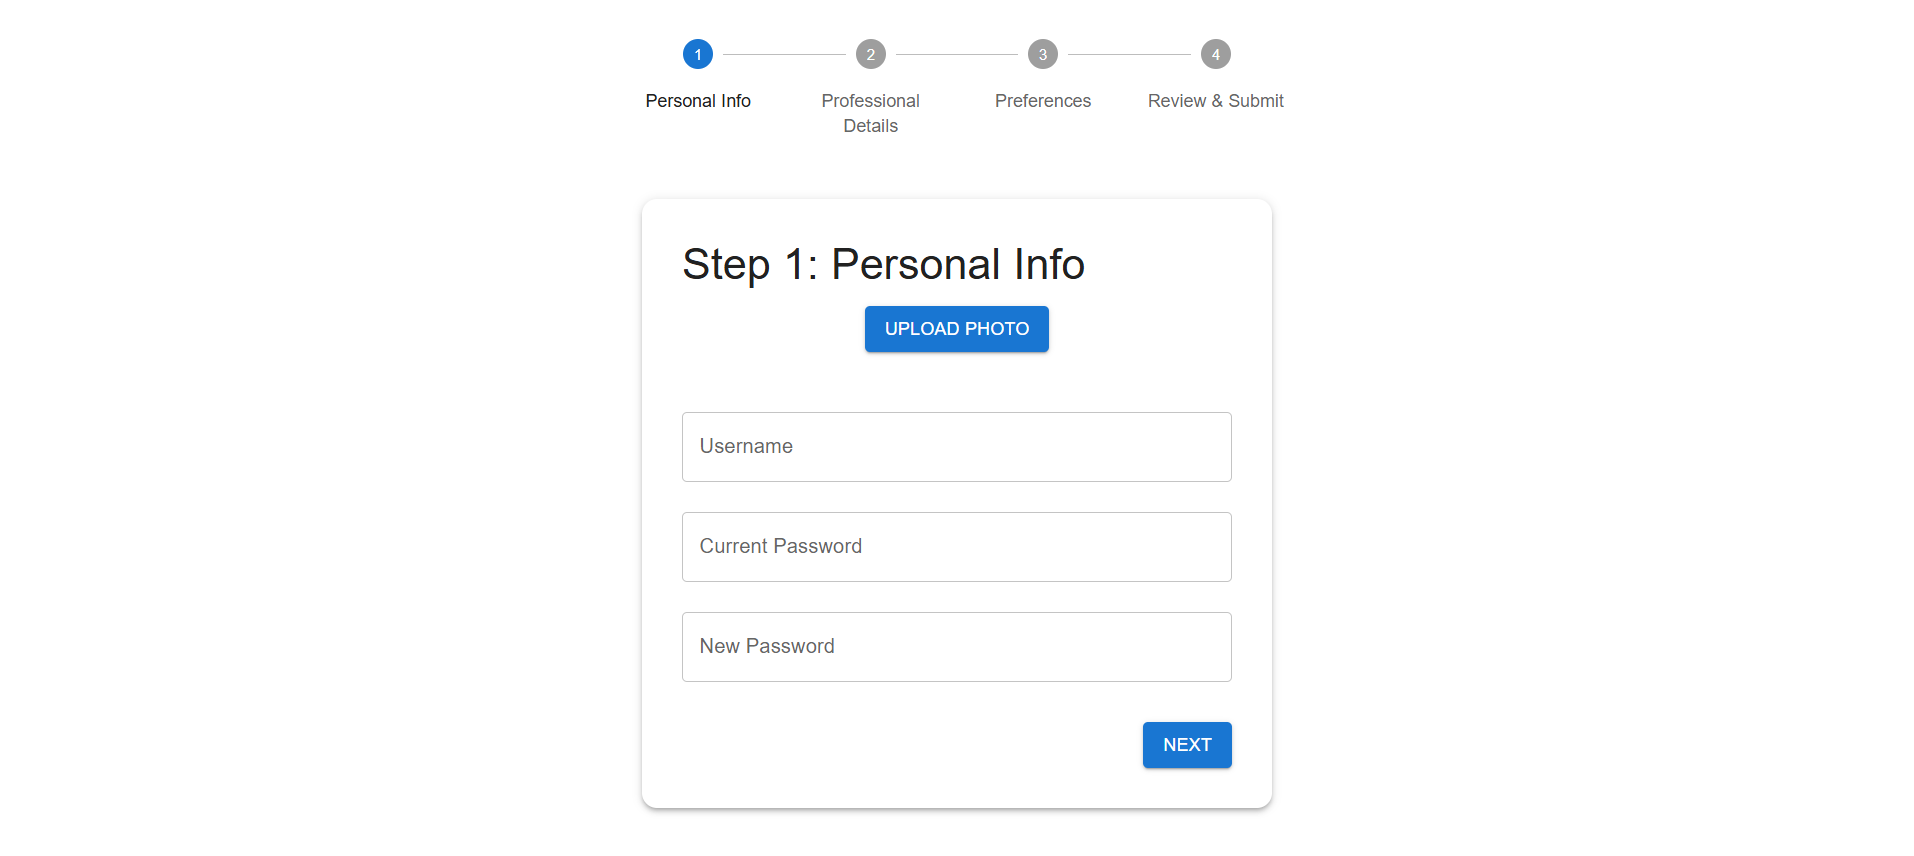 1
2
3
4
Personal Info
Professional
Details
Preferences
Review & Submit
Step 1: Personal Info
UPLOAD PHOTO
Username
Current Password
New Password
NEXT